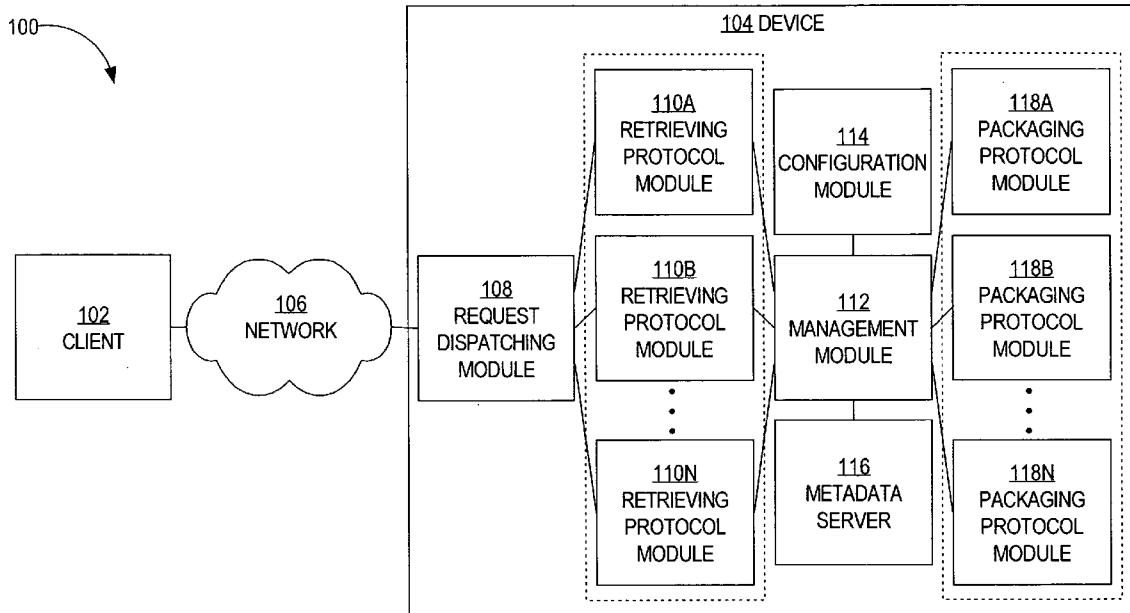 100
104 DEVICE
102
CLIENT
106
NETWORK
108
REQUEST
DISPATCHING
MODULE
110A
RETRIEVING
PROTOCOL
MODULE
110B
RETRIEVING
PROTOCOL
MODULE
110N
RETRIEVING
PROTOCOL
MODULE
114
CONFIGURATION
MODULE
112
MANAGEMENT
MODULE
116
METADATA
SERVER
118A
PACKAGING
PROTOCOL
MODULE
118B
PACKAGING
PROTOCOL
MODULE
118N
PACKAGING
PROTOCOL
MODULE